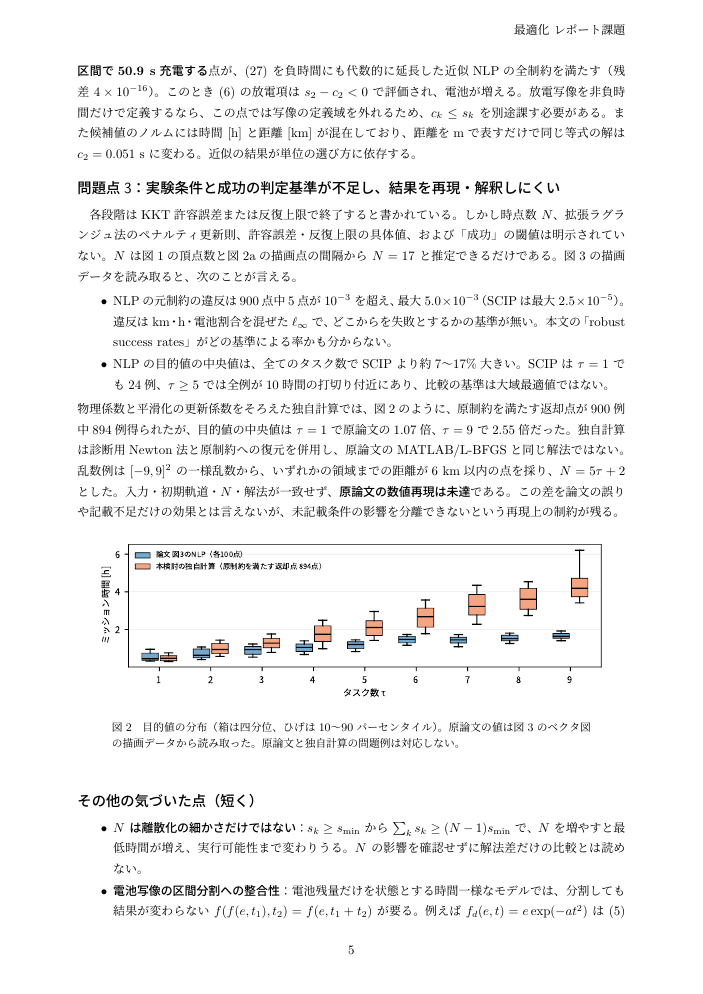 最適化 レポート課題
区間で 50.9 s 充電する点が、(27) を負時間にも代数的に延長した近似 NLP の全制約を満たす（残
差 4 × 10⁻¹⁶）。このとき (6) の放電項は s₂ − c₂ < 0 で評価され、電池が増える。放電写像を非負時
間だけで定義するなら、この点では写像の定義域を外れるため、cₖ ≤ sₖ を別途課す必要がある。ま
た候補値のノルムには時間 [h] と距離 [km] が混在しており、距離を m で表すだけで同じ等式の解は
c₂ = 0.051 s に変わる。近似の結果が単位の選び方に依存する。
問題点 3：実験条件と成功の判定基準が不足し、結果を再現・解釈しにくい
各段階は KKT 許容誤差または反復上限で終了すると書かれている。しかし時点数 N、拡張ラグラ
ンジュ法のペナルティ更新則、許容誤差・反復上限の具体値、および「成功」の閾値は明示されてい
ない。N は図 1 の頂点数と図 2a の描画点の間隔から N = 17 と推定できるだけである。図 3 の描画
データを読み取ると、次のことが言える。
• NLP の元制約の違反は 900 点中 5 点が 10⁻³ を超え、最大 5.0×10⁻³（SCIP は最大 2.5×10⁻⁵）。
違反は km・h・電池割合を混ぜた ℓ∞ で、どこからを失敗とするかの基準が無い。本文の「robust
success rates」がどの基準による率かも分からない。
• NLP の目的値の中央値は、全てのタスク数で SCIP より約 7〜17% 大きい。SCIP は τ = 1 で
も 24 例、τ ≥ 5 では全例が 10 時間の打切り付近にあり、比較の基準は大域最適値ではない。
物理係数と平滑化の更新係数をそろえた独自計算では、図 2 のように、原制約を満たす返却点が 900 例
中 894 例得られたが、目的値の中央値は τ = 1 で原論文の 1.07 倍、τ = 9 で 2.55 倍だった。独自計算
は診断用 Newton 法と原制約への復元を併用し、原論文の MATLAB/L-BFGS と同じ解法ではない。
乱数例は [−9, 9]² の一様乱数から、いずれかの領域までの距離が 6 km 以内の点を採り、N = 5τ + 2
とした。入力・初期軌道・N・解法が一致せず、原論文の数値再現は未達である。この差を論文の誤り
や記載不足だけの効果とは言えないが、未記載条件の影響を分離できないという再現上の制約が残る。
論文 図3のNLP（各100点）
本検討の独自計算（原制約を満たす返却点 894点）
ミッション時間 [h]
6
4
2
1 2 3 4 5 6 7 8 9
タスク数 τ
図 2 目的値の分布（箱は四分位、ひげは 10〜90 パーセンタイル）。原論文の値は図 3 のベクタ図
の描画データから読み取った。原論文と独自計算の問題例は対応しない。
その他の気づいた点（短く）
• N は離散化の細かさだけではない：sₖ ≥ sₘᵢₙ から ∑ₖ sₖ ≥ (N − 1)sₘᵢₙ で、N を増やすと最
低時間が増え、実行可能性まで変わりうる。N の影響を確認せずに解法差だけの比較とは読め
ない。
• 電池写像の区間分割への整合性：電池残量だけを状態とする時間一様なモデルでは、分割しても
結果が変わらない f(f(e, t₁), t₂) = f(e, t₁ + t₂) が要る。例えば f_d(e, t) = e exp(−at²) は (5)
5